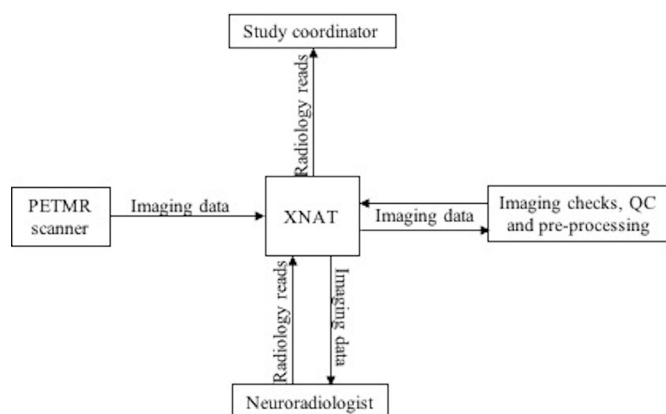 Study coordinator
Radiology reads
PETMR
scanner
Imaging data
XNAT
Imaging data
Imaging checks, QC
and pre-processing
Radiology reads
Imaging
data
Neuroradiologist